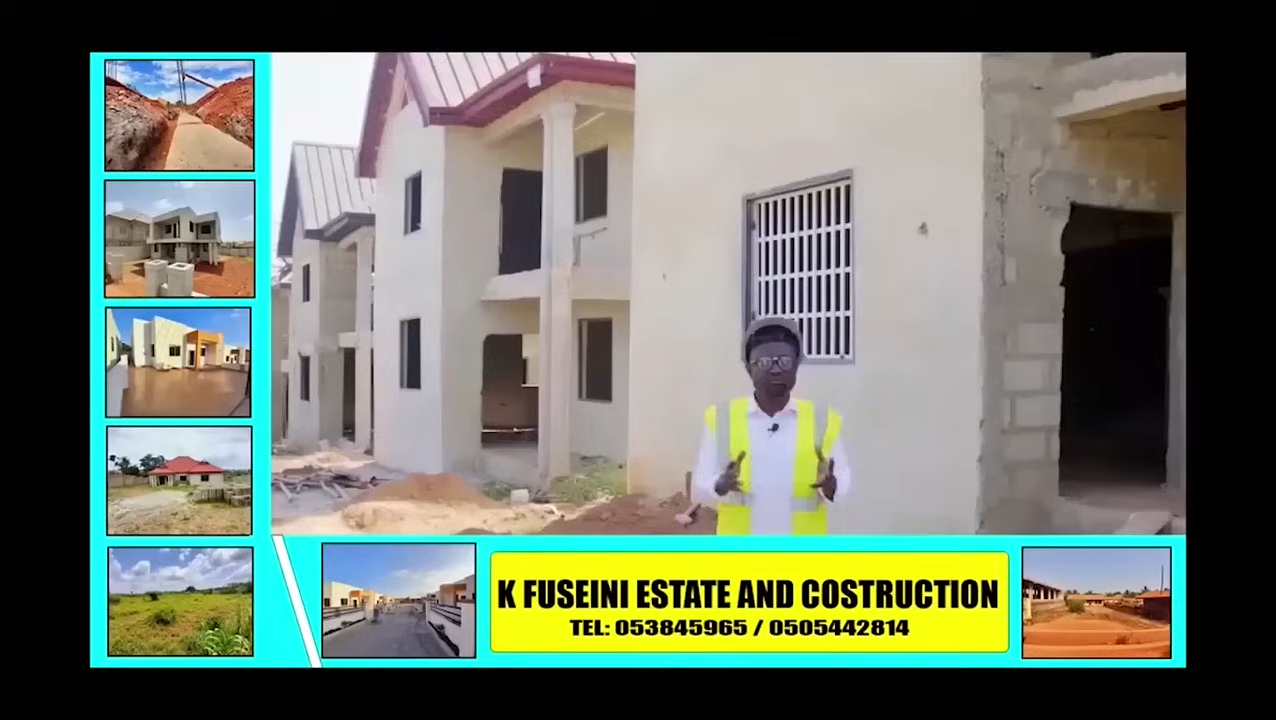 K FUSEINI ESTATE AND COSTRUCTION
TEL: 053845965 / 0505442814